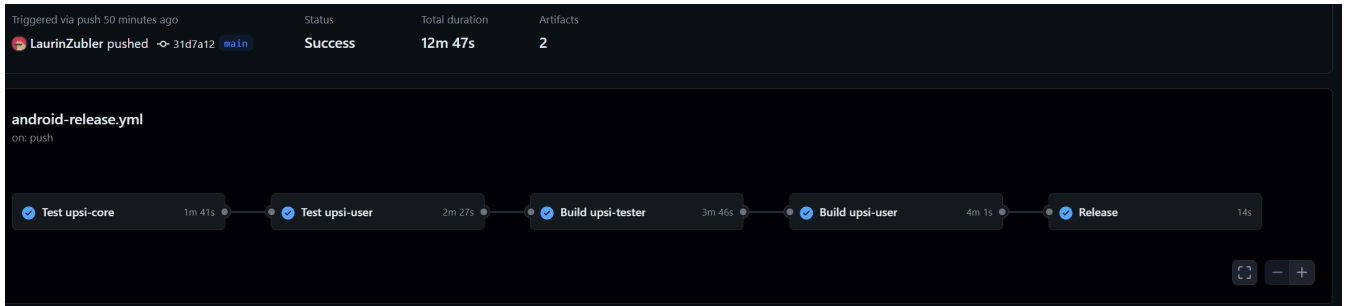 Triggered via push 50 minutes ago
LaurinZubler pushed 31d7a12 main
Status
Success
Total duration
12m 47s
Artifacts
2
android-release.yml
on: push
Test upsi-core 1m 41s
Test upsi-user 2m 27s
Build upsi-tester 3m 46s
Build upsi-user 4m 1s
Release 14s